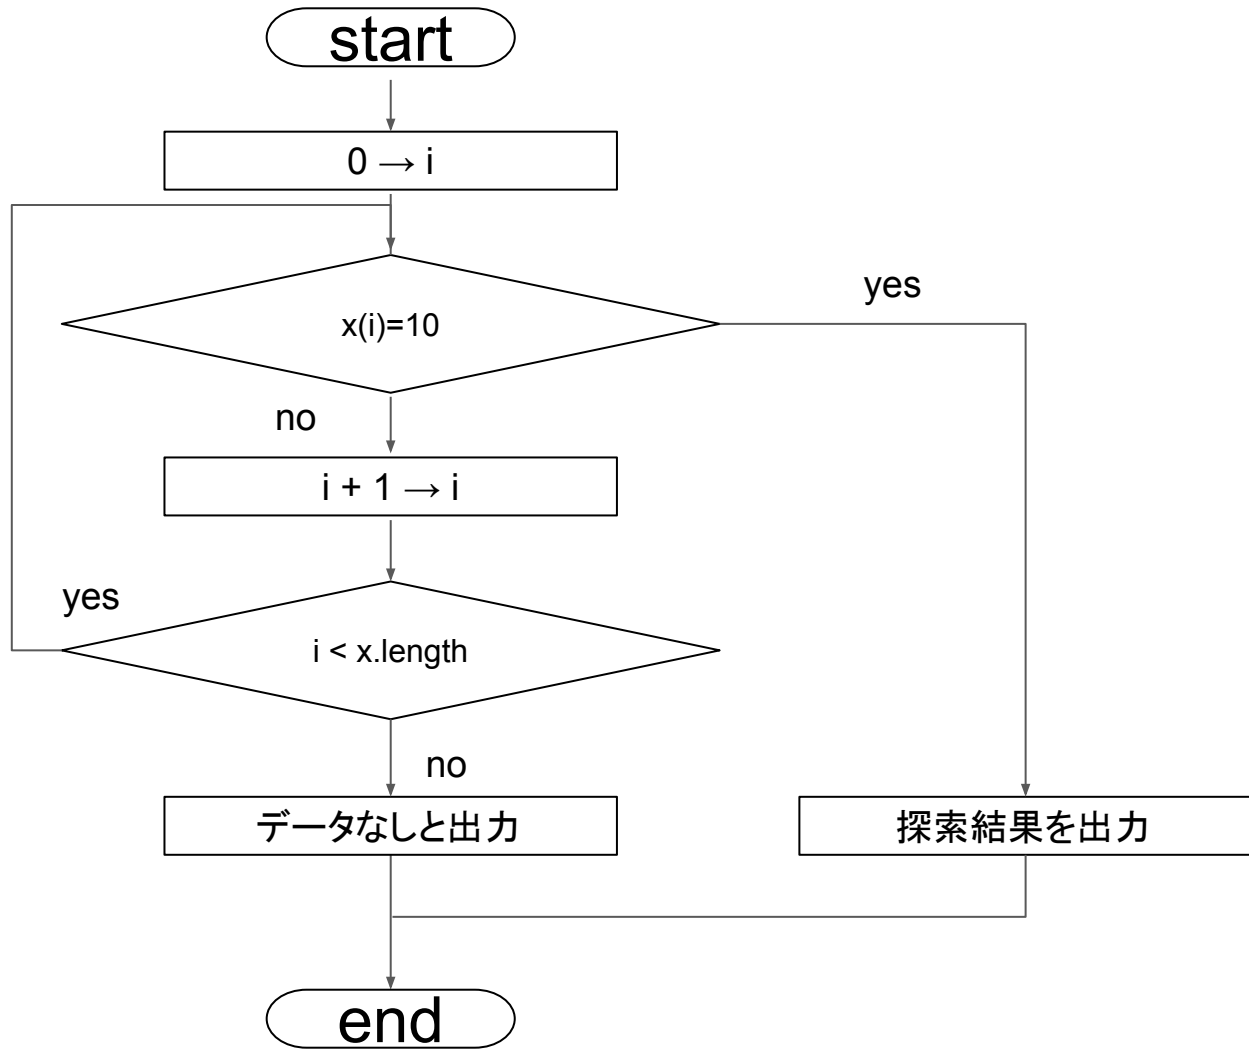 start
0 → i
x(i)=10
yes
no
i + 1 → i
yes
i < x.length
no
データなしと出力
探索結果を出力
end